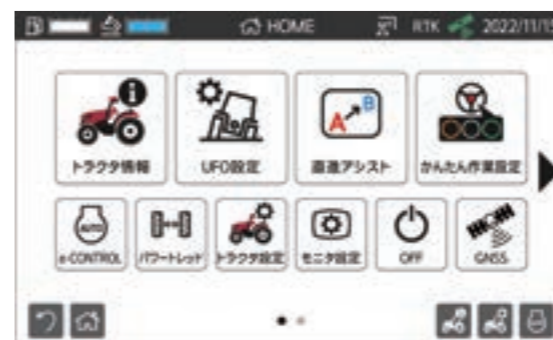 HOME RTK 2022/11/15
トラクタ情報 UFO設定 直進アシスト かんたん作業設定
A B
AUTO
e-CONTROL パワートレッド トラクタ設定 モニタ設定 OFF GNSS